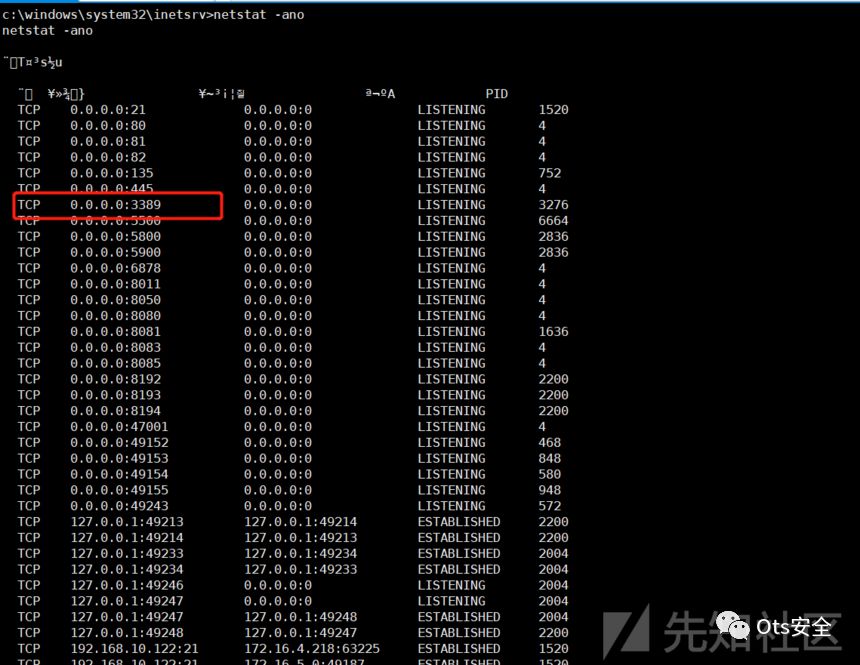 c:\windows\system32\inetsrv>netstat -ano
netstat -ano
TCP 0.0.0.0:21 0.0.0.0:0 LISTENING 1520
TCP 0.0.0.0:80 0.0.0.0:0 LISTENING 4
TCP 0.0.0.0:81 0.0.0.0:0 LISTENING 4
TCP 0.0.0.0:82 0.0.0.0:0 LISTENING 4
TCP 0.0.0.0:135 0.0.0.0:0 LISTENING 752
TCP 0.0.0.0:445 0.0.0.0:0 LISTENING 4
TCP 0.0.0.0:3389 0.0.0.0:0 LISTENING 3276
TCP 0.0.0.0:5500 0.0.0.0:0 LISTENING 6664
TCP 0.0.0.0:5800 0.0.0.0:0 LISTENING 2836
TCP 0.0.0.0:5900 0.0.0.0:0 LISTENING 2836
TCP 0.0.0.0:6878 0.0.0.0:0 LISTENING 4
TCP 0.0.0.0:8011 0.0.0.0:0 LISTENING 4
TCP 0.0.0.0:8050 0.0.0.0:0 LISTENING 4
TCP 0.0.0.0:8080 0.0.0.0:0 LISTENING 4
TCP 0.0.0.0:8081 0.0.0.0:0 LISTENING 1636
TCP 0.0.0.0:8083 0.0.0.0:0 LISTENING 4
TCP 0.0.0.0:8085 0.0.0.0:0 LISTENING 4
TCP 0.0.0.0:8192 0.0.0.0:0 LISTENING 2200
TCP 0.0.0.0:8193 0.0.0.0:0 LISTENING 2200
TCP 0.0.0.0:8194 0.0.0.0:0 LISTENING 2200
TCP 0.0.0.0:47001 0.0.0.0:0 LISTENING 4
TCP 0.0.0.0:49152 0.0.0.0:0 LISTENING 468
TCP 0.0.0.0:49153 0.0.0.0:0 LISTENING 848
TCP 0.0.0.0:49154 0.0.0.0:0 LISTENING 580
TCP 0.0.0.0:49155 0.0.0.0:0 LISTENING 948
TCP 0.0.0.0:49243 0.0.0.0:0 LISTENING 572
TCP 127.0.0.1:49213 127.0.0.1:49214 ESTABLISHED 2200
TCP 127.0.0.1:49214 127.0.0.1:49213 ESTABLISHED 2200
TCP 127.0.0.1:49233 127.0.0.1:49234 ESTABLISHED 2004
TCP 127.0.0.1:49234 127.0.0.1:49233 ESTABLISHED 2004
TCP 127.0.0.1:49246 0.0.0.0:0 LISTENING 2004
TCP 127.0.0.1:49247 0.0.0.0:0 LISTENING 2004
TCP 127.0.0.1:49247 127.0.0.1:49248 ESTABLISHED 2004
TCP 127.0.0.1:49248 127.0.0.1:49247 ESTABLISHED 2200
TCP 192.168.10.122:21 172.16.4.218:63225 ESTABLISHED 1520
TCP 192.168.10.122:21 172.16.5.0:49187 ESTABLISHED 1520
先知社区
Ots安全